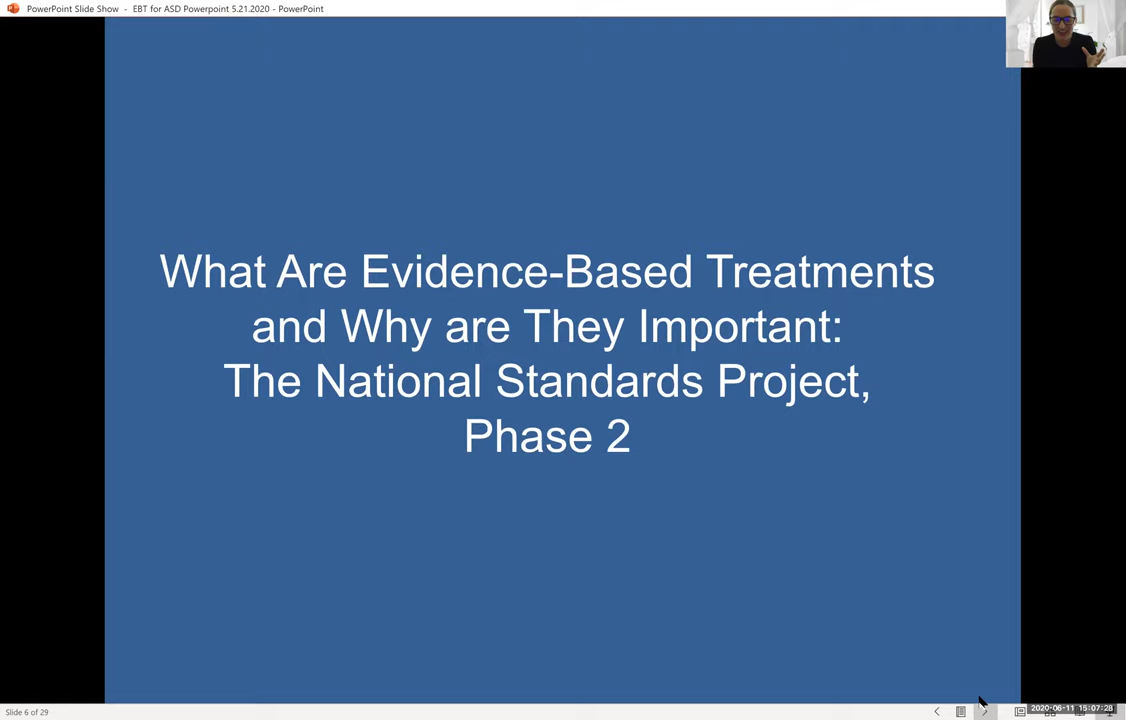 PowerPoint Slide Show - EBT for ASD Powerpoint 5.21.2020 - PowerPoint
What Are Evidence-Based Treatments
and Why are They Important:
The National Standards Project,
Phase 2
Slide 6 of 29
2020-06-11 15:07:28